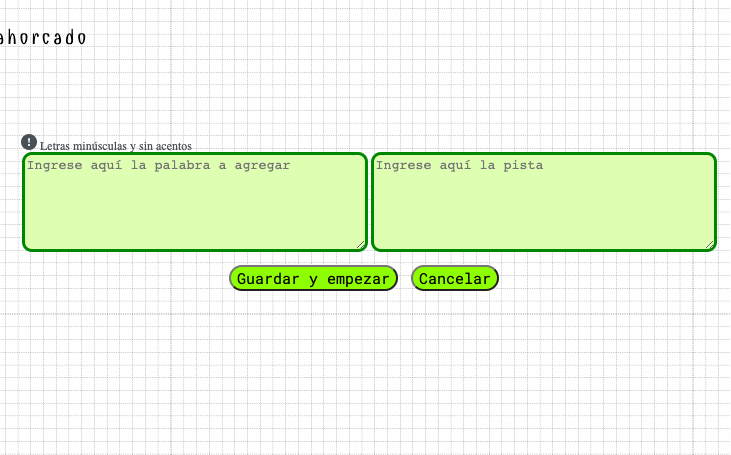 ahorcado
! Letras minúsculas y sin acentos
Ingrese aquí la palabra a agregar
Ingrese aquí la pista
Guardar y empezar
Cancelar